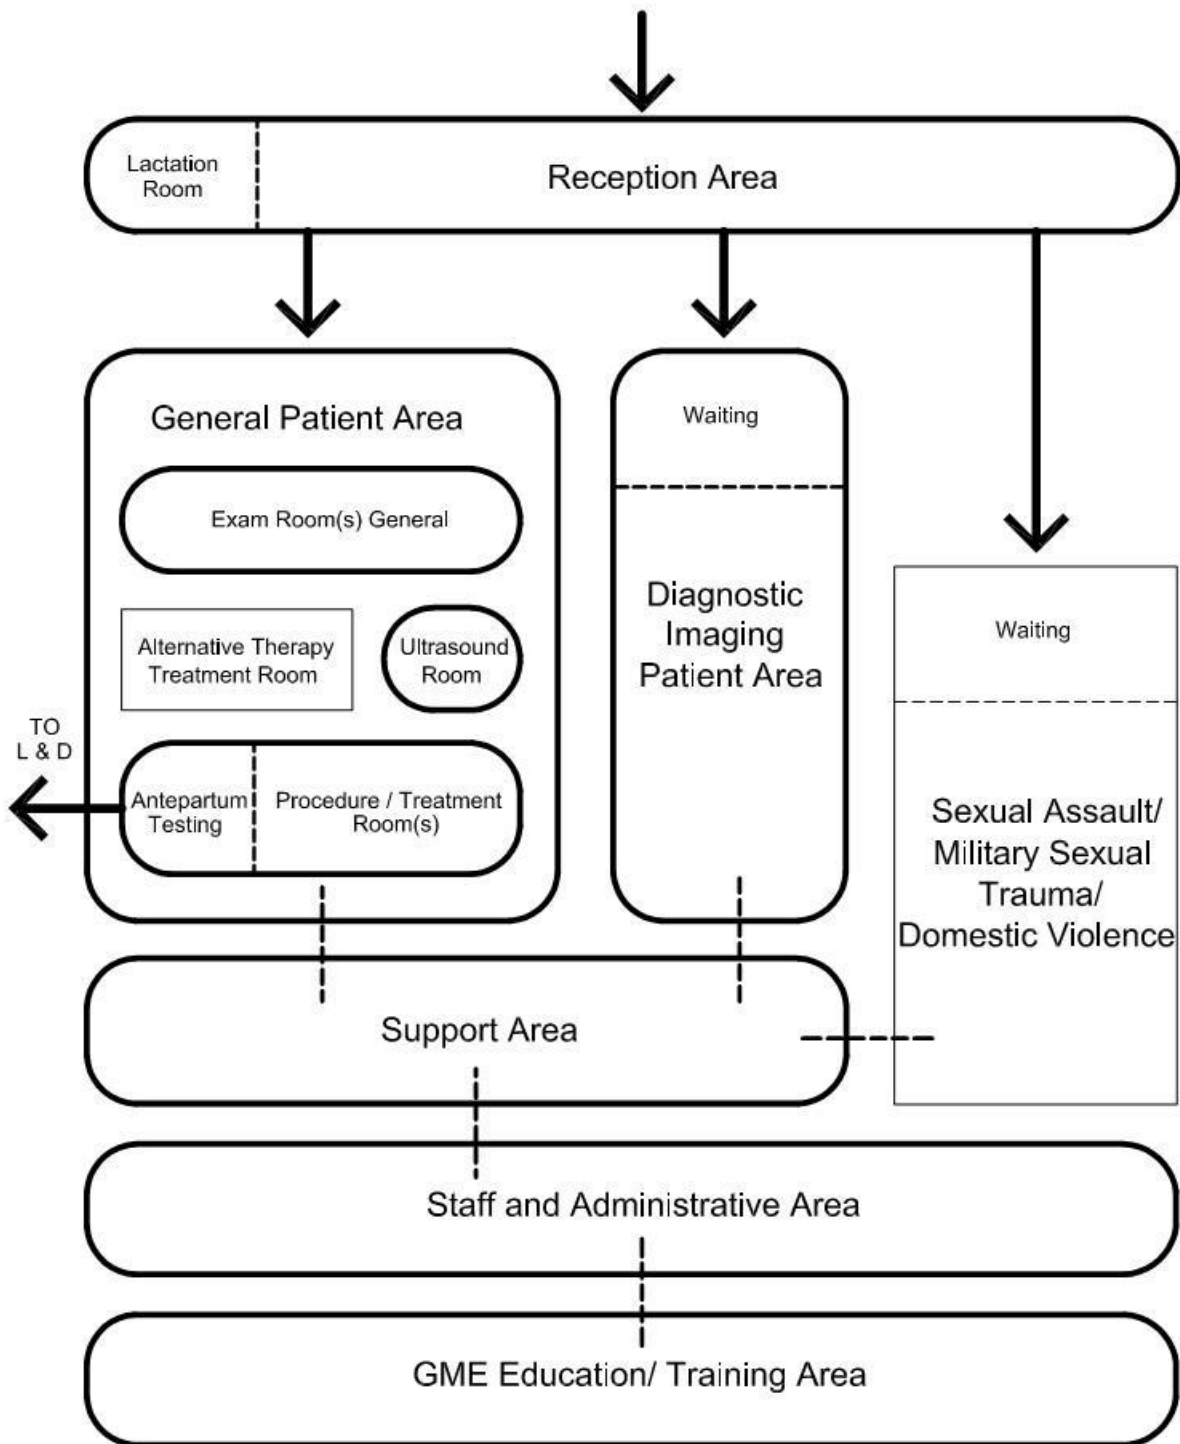 Lactation
Room
Reception Area
General Patient Area
Exam Room(s) General
Alternative Therapy
Treatment Room
Ultrasound
Room
TO
L & D
Antepartum
Testing
Procedure / Treatment
Room(s)
Waiting
Diagnostic
Imaging
Patient Area
Waiting
Sexual Assault/
Military Sexual
Trauma/
Domestic Violence
Support Area
Staff and Administrative Area
GME Education/ Training Area